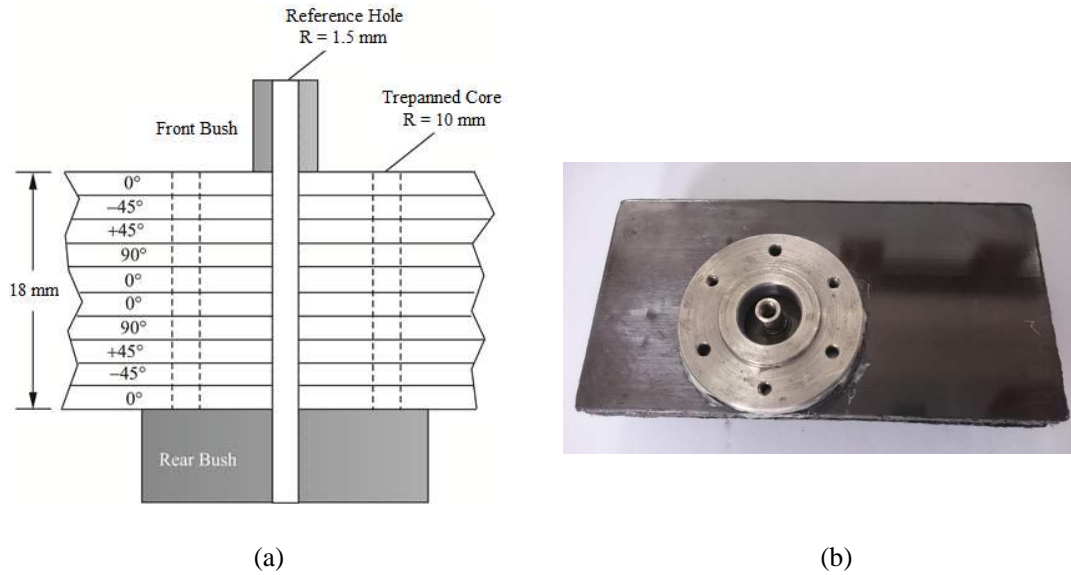 Reference Hole
R = 1.5 mm
Trepanned Core
R = 10 mm
Front Bush
0°
–45°
+45°
90°
0°
18 mm
0°
90°
+45°
–45°
0°
Rear Bush
(a)
(b)